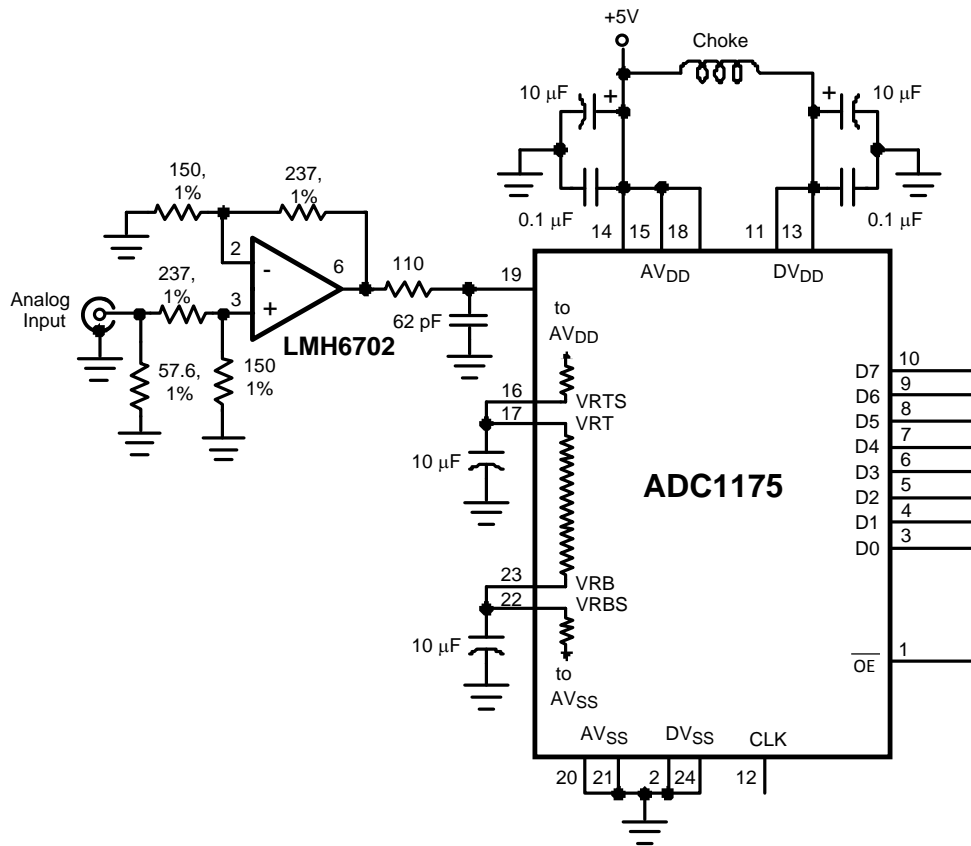 +5V
Choke
10 µF
+
+
10 µF
150,
1%
237,
1%
0.1 µF
0.1 µF
14
15
18
11
13
AVDD
DVDD
2
-
6
110
19
237,
1%
3
+
Analog
Input
LMH6702
62 pF
57.6,
1%
150
1%
to
AVDD
16
VRTS
17
VRT
10 µF
ADC1175
D7
10
D6
9
D5
8
D4
7
D3
6
D2
5
D1
4
D0
3
23
VRB
22
VRBS
10 µF
to
AVSS
OE
1
AVSS
DVSS
CLK
20
21
2
24
12